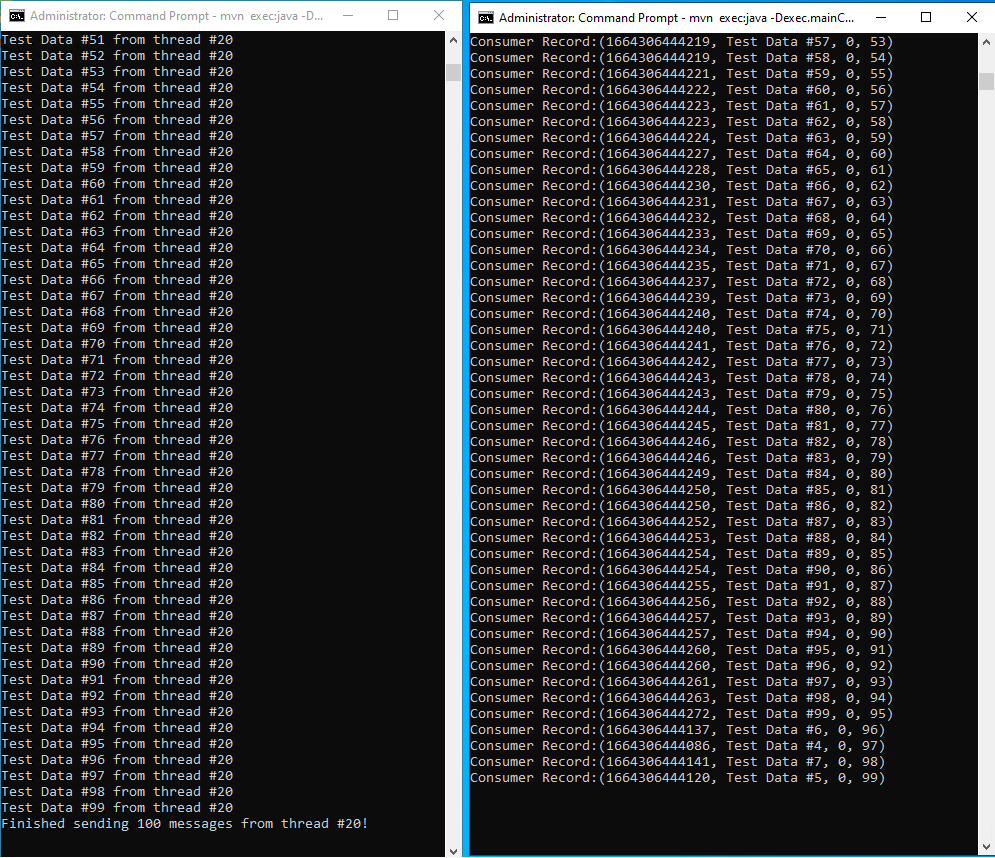 Administrator: Command Prompt - mvn exec:java -D...
Test Data #51 from thread #20
Test Data #52 from thread #20
Test Data #53 from thread #20
Test Data #54 from thread #20
Test Data #55 from thread #20
Test Data #56 from thread #20
Test Data #57 from thread #20
Test Data #58 from thread #20
Test Data #59 from thread #20
Test Data #60 from thread #20
Test Data #61 from thread #20
Test Data #62 from thread #20
Test Data #63 from thread #20
Test Data #64 from thread #20
Test Data #65 from thread #20
Test Data #66 from thread #20
Test Data #67 from thread #20
Test Data #68 from thread #20
Test Data #69 from thread #20
Test Data #70 from thread #20
Test Data #71 from thread #20
Test Data #72 from thread #20
Test Data #73 from thread #20
Test Data #74 from thread #20
Test Data #75 from thread #20
Test Data #76 from thread #20
Test Data #77 from thread #20
Test Data #78 from thread #20
Test Data #79 from thread #20
Test Data #80 from thread #20
Test Data #81 from thread #20
Test Data #82 from thread #20
Test Data #83 from thread #20
Test Data #84 from thread #20
Test Data #85 from thread #20
Test Data #86 from thread #20
Test Data #87 from thread #20
Test Data #88 from thread #20
Test Data #89 from thread #20
Test Data #90 from thread #20
Test Data #91 from thread #20
Test Data #92 from thread #20
Test Data #93 from thread #20
Test Data #94 from thread #20
Test Data #95 from thread #20
Test Data #96 from thread #20
Test Data #97 from thread #20
Test Data #98 from thread #20
Test Data #99 from thread #20
Finished sending 100 messages from thread #20!
Administrator: Command Prompt - mvn exec:java -Dexec.mainC...
Consumer Record:(1664306444219, Test Data #57, 0, 53)
Consumer Record:(1664306444219, Test Data #58, 0, 54)
Consumer Record:(1664306444221, Test Data #59, 0, 55)
Consumer Record:(1664306444222, Test Data #60, 0, 56)
Consumer Record:(1664306444223, Test Data #61, 0, 57)
Consumer Record:(1664306444223, Test Data #62, 0, 58)
Consumer Record:(1664306444224, Test Data #63, 0, 59)
Consumer Record:(1664306444227, Test Data #64, 0, 60)
Consumer Record:(1664306444228, Test Data #65, 0, 61)
Consumer Record:(1664306444230, Test Data #66, 0, 62)
Consumer Record:(1664306444231, Test Data #67, 0, 63)
Consumer Record:(1664306444232, Test Data #68, 0, 64)
Consumer Record:(1664306444233, Test Data #69, 0, 65)
Consumer Record:(1664306444234, Test Data #70, 0, 66)
Consumer Record:(1664306444235, Test Data #71, 0, 67)
Consumer Record:(1664306444237, Test Data #72, 0, 68)
Consumer Record:(1664306444239, Test Data #73, 0, 69)
Consumer Record:(1664306444240, Test Data #74, 0, 70)
Consumer Record:(1664306444240, Test Data #75, 0, 71)
Consumer Record:(1664306444241, Test Data #76, 0, 72)
Consumer Record:(1664306444242, Test Data #77, 0, 73)
Consumer Record:(1664306444243, Test Data #78, 0, 74)
Consumer Record:(1664306444243, Test Data #79, 0, 75)
Consumer Record:(1664306444244, Test Data #80, 0, 76)
Consumer Record:(1664306444245, Test Data #81, 0, 77)
Consumer Record:(1664306444246, Test Data #82, 0, 78)
Consumer Record:(1664306444246, Test Data #83, 0, 79)
Consumer Record:(1664306444249, Test Data #84, 0, 80)
Consumer Record:(1664306444250, Test Data #85, 0, 81)
Consumer Record:(1664306444250, Test Data #86, 0, 82)
Consumer Record:(1664306444252, Test Data #87, 0, 83)
Consumer Record:(1664306444253, Test Data #88, 0, 84)
Consumer Record:(1664306444254, Test Data #89, 0, 85)
Consumer Record:(1664306444254, Test Data #90, 0, 86)
Consumer Record:(1664306444255, Test Data #91, 0, 87)
Consumer Record:(1664306444256, Test Data #92, 0, 88)
Consumer Record:(1664306444257, Test Data #93, 0, 89)
Consumer Record:(1664306444257, Test Data #94, 0, 90)
Consumer Record:(1664306444260, Test Data #95, 0, 91)
Consumer Record:(1664306444260, Test Data #96, 0, 92)
Consumer Record:(1664306444261, Test Data #97, 0, 93)
Consumer Record:(1664306444263, Test Data #98, 0, 94)
Consumer Record:(1664306444272, Test Data #99, 0, 95)
Consumer Record:(1664306444137, Test Data #6, 0, 96)
Consumer Record:(1664306444086, Test Data #4, 0, 97)
Consumer Record:(1664306444141, Test Data #7, 0, 98)
Consumer Record:(1664306444120, Test Data #5, 0, 99)